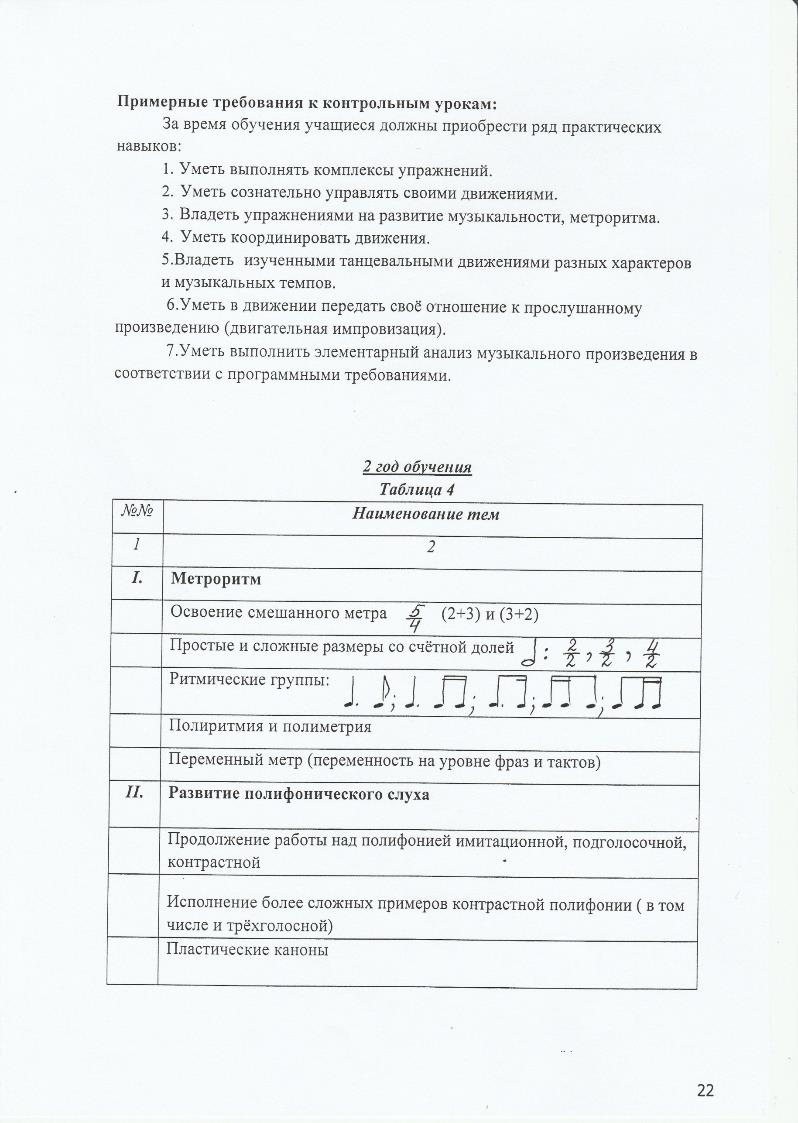 Примерные требования к контрольным урокам:
За время обучения учащиеся должны приобрести ряд практических
навыков:
1. Уметь выполнять комплексы упражнений.
2. Уметь сознательно управлять своими движениями.
3. Владеть упражнениями на развитие музыкальности, метроритма.
4. Уметь координировать движения.
5.Владеть изученными танцевальными движениями разных характеров
и музыкальных темпов.
6.Уметь в движении передать своё отношение к прослушанному
произведению (двигательная импровизация).
7.Уметь выполнить элементарный анализ музыкального произведения в
соответствии с программными требованиями.
2 год обучения
Таблица 4
№№ Наименование тем
1 2
I. Метроритм
Освоение смешанного метра 5/4 (2+3) и (3+2)
Простые и сложные размеры со счётной долей : 2/2, 3/2, 4/2
Ритмические группы:
Полиритмия и полиметрия
Переменный метр (переменность на уровне фраз и тактов)
II. Развитие полифонического слуха
Продолжение работы над полифонией имитационной, подголосочной,
контрастной
Исполнение более сложных примеров контрастной полифонии ( в том
числе и трёхголосной)
Пластические каноны
22